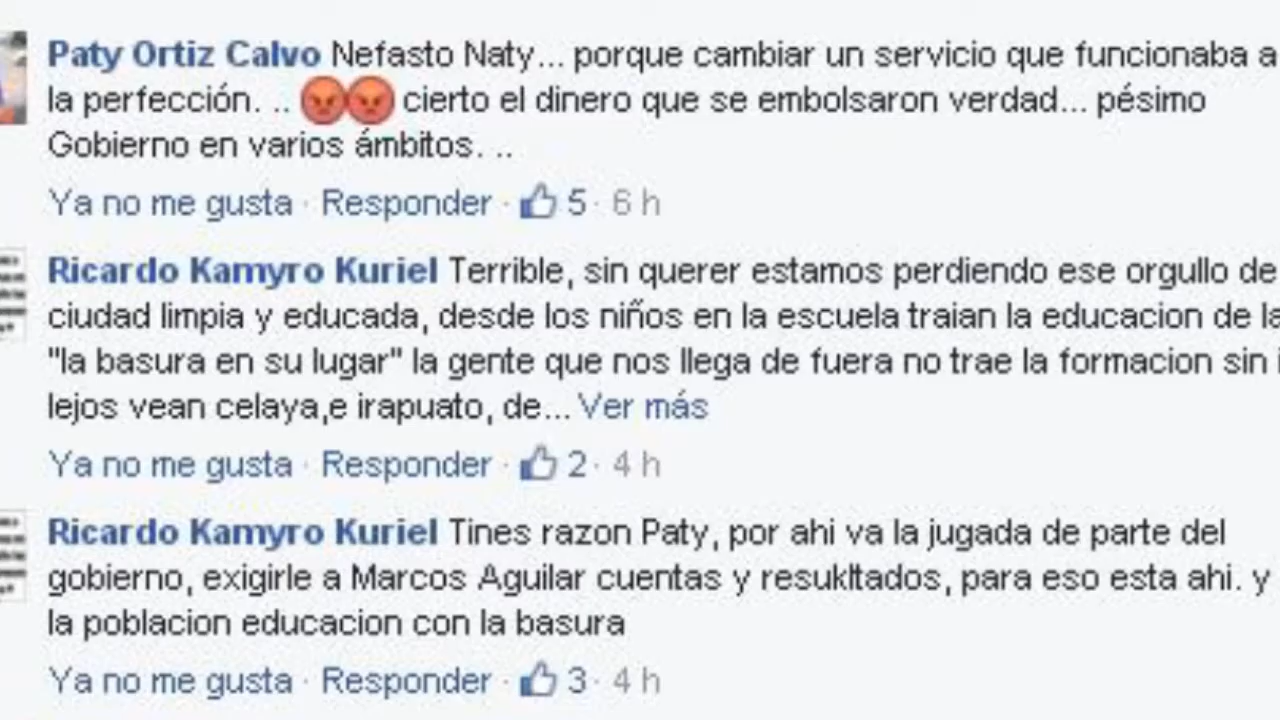 Paty Ortiz Calvo Nefasto Naty... porque cambiar un servicio que funcionaba a
la perfección. .. 😡😡 cierto el dinero que se embolsaron verdad... pésimo
Gobierno en varios ámbitos. ..
Ya no me gusta · Responder · 5 · 6 h
Ricardo Kamyro Kuriel Terrible, sin querer estamos perdiendo ese orgullo de
ciudad limpia y educada, desde los niños en la escuela traian la educacion de
"la basura en su lugar" la gente que nos llega de fuera no trae la formacion sin
lejos vean celaya,e irapuato, de... Ver más
Ya no me gusta · Responder · 2 · 4 h
Ricardo Kamyro Kuriel Tines razon Paty, por ahi va la jugada de parte del
gobierno, exigirle a Marcos Aguilar cuentas y resukltados, para eso esta ahi. y
la poblacion educacion con la basura
Ya no me gusta · Responder · 3 · 4 h